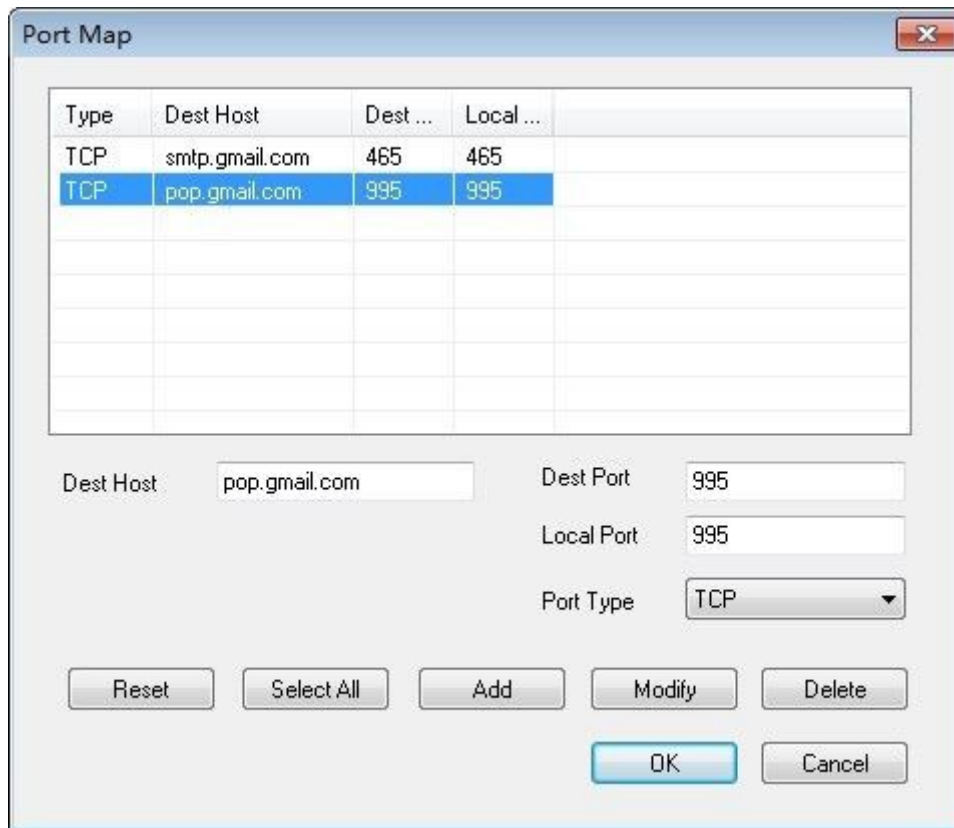 Port Map
Type Dest Host Dest ... Local ...
TCP smtp.gmail.com 465 465
TCP pop.gmail.com 995 995
Dest Host pop.gmail.com Dest Port 995
Local Port 995
Port Type TCP
Reset Select All Add Modify Delete
OK Cancel